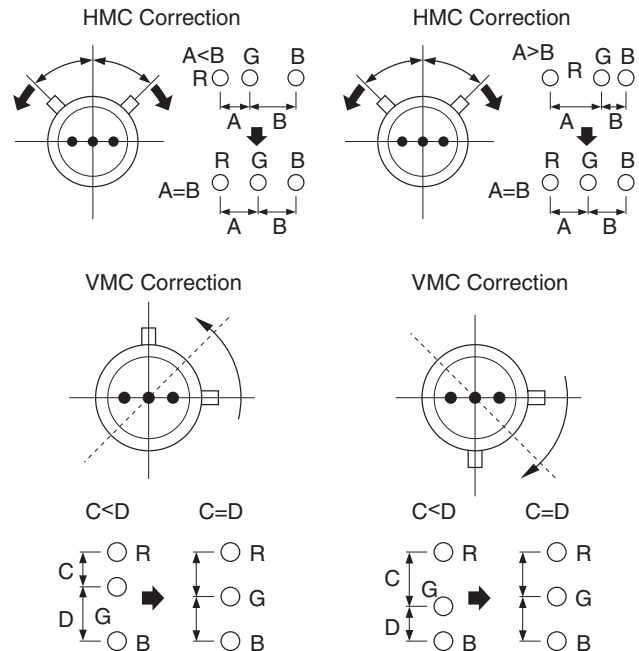 HMC Correction
A<B
R G B
A B
R G B
A=B
A B
HMC Correction
A>B
R G B
A B
R G B
A=B
A B
VMC Correction
C<D
C=D
C
D
R
G
B
R
G
B
VMC Correction
C<D
C=D
C
D
R
G
B
R
G
B